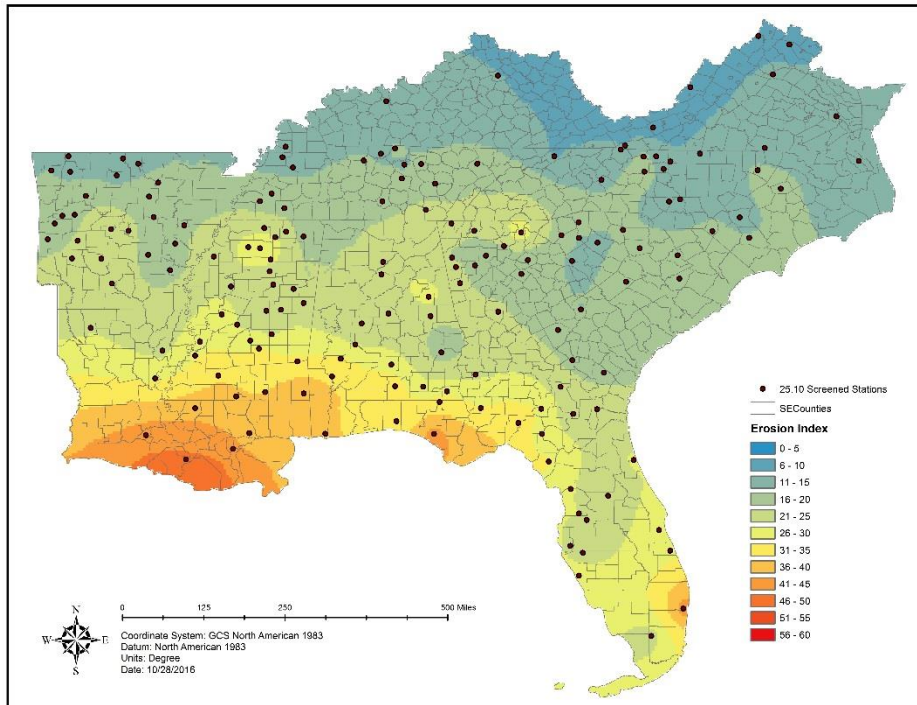 25.10 Screened Stations
SECounties
Erosion Index
0 - 5
6 - 10
11 - 15
16 - 20
21 - 25
26 - 30
31 - 35
36 - 40
41 - 45
46 - 50
51 - 55
56 - 60
N
W E
S
0 125 250 500 Miles
Coordinate System: GCS North American 1983
Datum: North American 1983
Units: Degree
Date: 10/28/2016